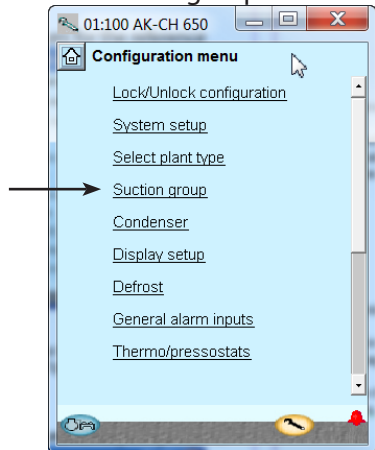 01:100 AK-CH 650
Configuration menu
Lock/Unlock configuration
System setup
Select plant type
Suction group
Condenser
Display setup
Defrost
General alarm inputs
Thermo/pressostats